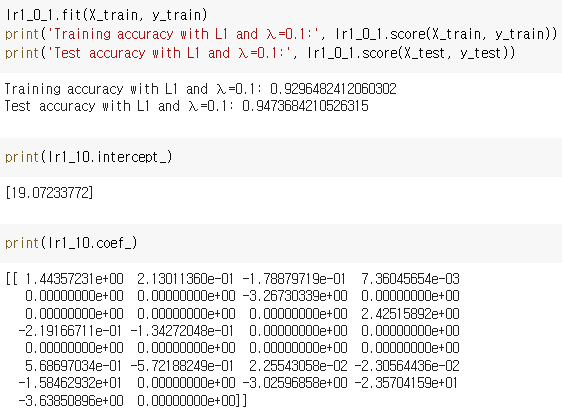 lr1_0_1.fit(X_train, y_train)
print('Training accuracy with L1 and λ=0.1:', lr1_0_1.score(X_train, y_train))
print('Test accuracy with L1 and λ=0.1:', lr1_0_1.score(X_test, y_test))
Training accuracy with L1 and λ=0.1: 0.9296482412060302
Test accuracy with L1 and λ=0.1: 0.9473684210526315
print(lr1_10.intercept_)
[19.07233772]
print(lr1_10.coef_)
[[ 1.44357231e+00 2.13011360e-01 -1.78879719e-01 7.36045654e-03
0.00000000e+00 0.00000000e+00 -3.26730339e+00 0.00000000e+00
0.00000000e+00 0.00000000e+00 0.00000000e+00 2.42515892e+00
-2.19166711e-01 -1.34272048e-01 0.00000000e+00 0.00000000e+00
0.00000000e+00 0.00000000e+00 0.00000000e+00 0.00000000e+00
5.68697034e-01 -5.72188249e-01 2.25543058e-02 -2.30564436e-02
-1.58462932e+01 0.00000000e+00 -3.02596858e+00 -2.35704159e+01
-3.63850896e+00 0.00000000e+00]]